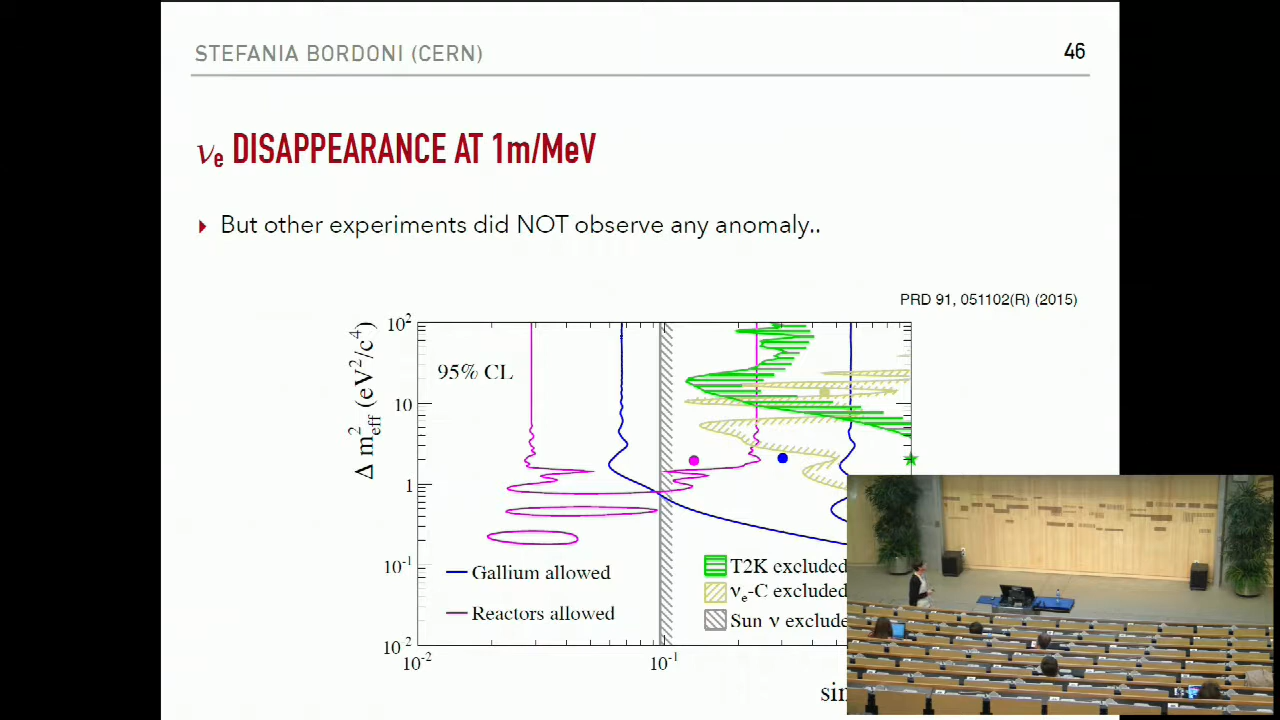 STEFANIA BORDONI (CERN)
46
νe DISAPPEARANCE AT 1m/MeV
But other experiments did NOT observe any anomaly..
PRD 91, 051102(R) (2015)
Δ m²eff (eV²/c⁴)
10²
10
1
10⁻¹
10⁻²
95% CL
Gallium allowed
Reactors allowed
T2K excluded
νe-C excluded
Sun ν exclude
10⁻²
10⁻¹
sin